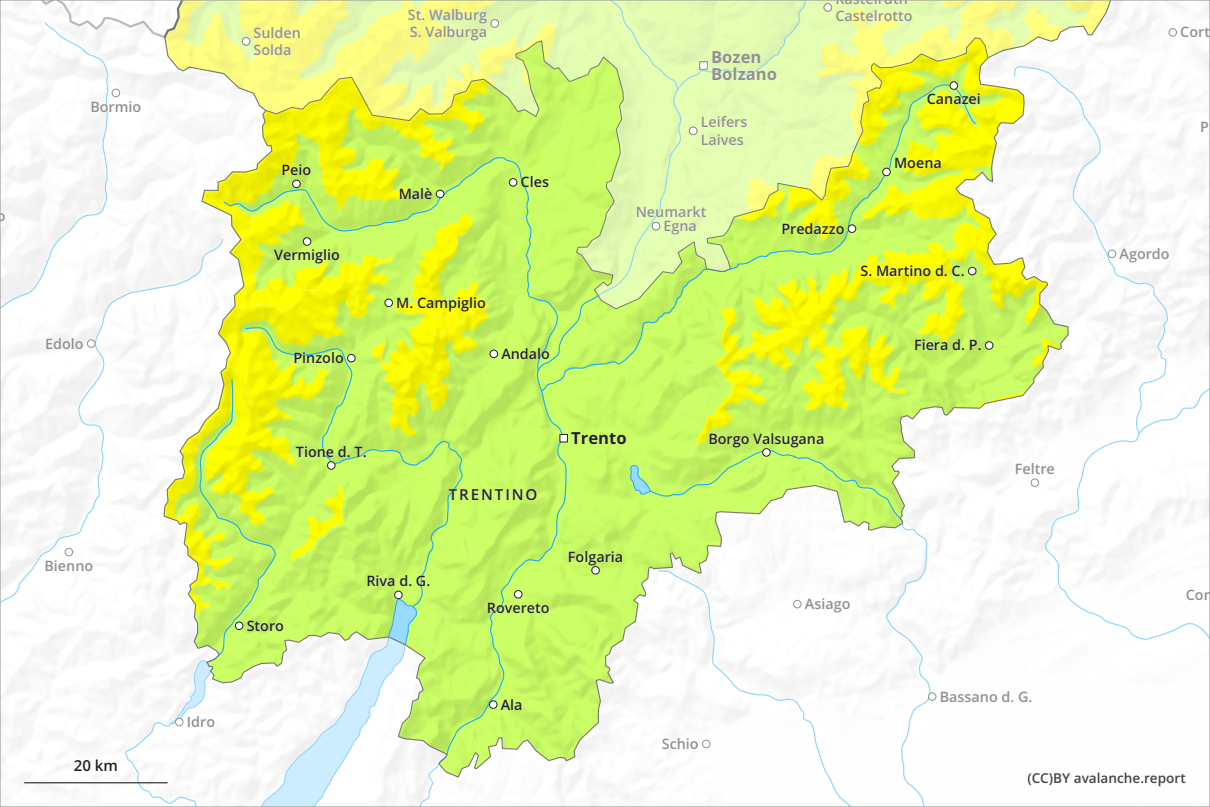 Kastelruth
Castelrotto
St. Walburg
S. Valburga
Sulden
Solda
Cort
Bozen
Bolzano
Bormio
Canazei
Leifers
Laives
P
Moena
Peio
Malè
Cles
Neumarkt
Egna
Predazzo
Vermiglio
Agordo
S. Martino d. C.
M. Campiglio
Edolo
Pinzolo
Andalo
Fiera d. P.
Trento
Borgo Valsugana
Tione d. T.
Feltre
TRENTINO
Bienno
Folgaria
Riva d. G.
Cor
Asiago
Rovereto
Storo
Bassano d. G.
Ala
Idro
Schio
20 km
(CC)BY avalanche.report